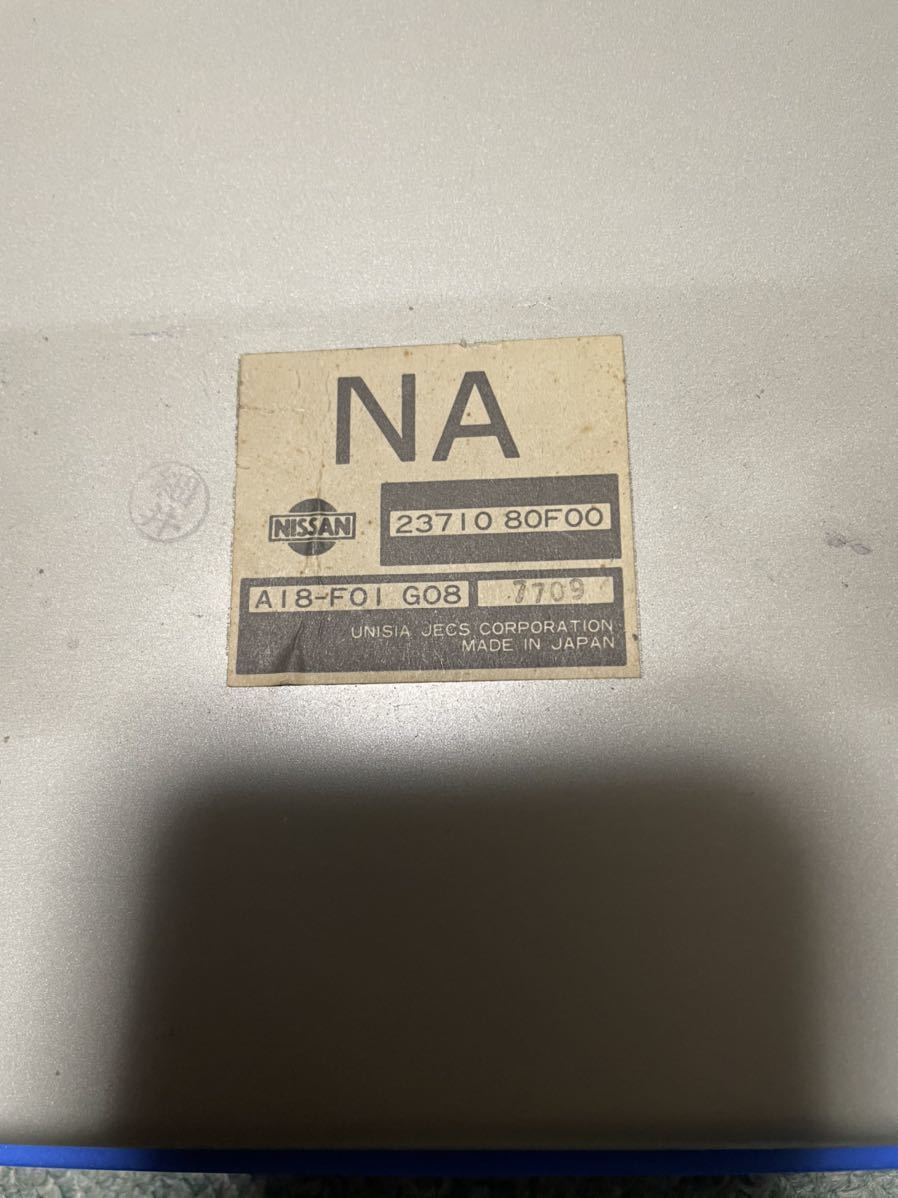 NA
NISSAN
23710 80F00
A18-F01 G08 7709
UNISIA JECS CORPORATION
MADE IN JAPAN